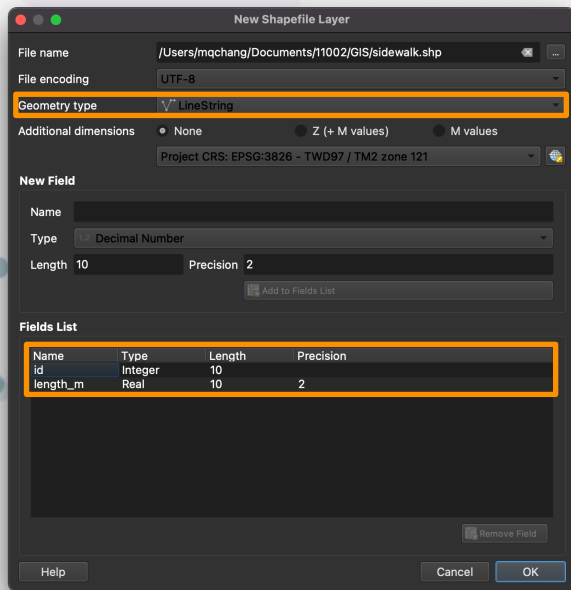 New Shapefile Layer
File name /Users/mqchang/Documents/11002/GIS/sidewalk.shp ...
File encoding UTF-8
Geometry type LineString
Additional dimensions None Z (+ M values) M values
Project CRS: EPSG:3826 - TWD97 / TM2 zone 121
New Field
Name
Type 1.2 Decimal Number
Length 10 Precision 2
Add to Fields List
Fields List
Name Type Length Precision
id Integer 10
length_m Real 10 2
Remove Field
Help Cancel OK